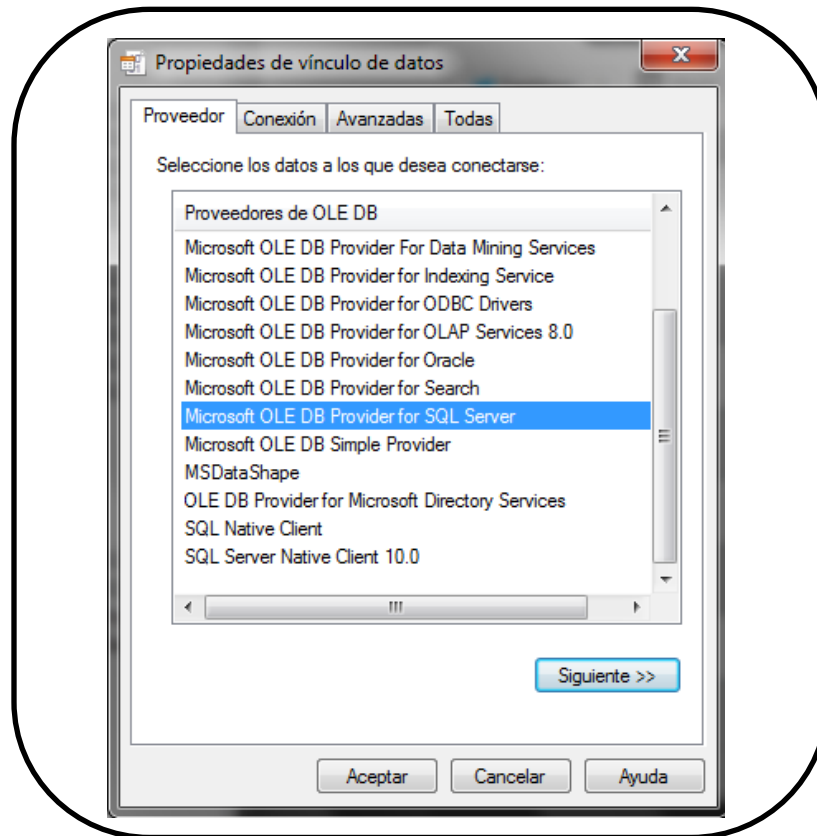 Propiedades de vínculo de datos
Proveedor Conexión Avanzadas Todas
Seleccione los datos a los que desea conectarse:
Proveedores de OLE DB
Microsoft OLE DB Provider For Data Mining Services
Microsoft OLE DB Provider for Indexing Service
Microsoft OLE DB Provider for ODBC Drivers
Microsoft OLE DB Provider for OLAP Services 8.0
Microsoft OLE DB Provider for Oracle
Microsoft OLE DB Provider for Search
Microsoft OLE DB Provider for SQL Server
Microsoft OLE DB Simple Provider
MSDataShape
OLE DB Provider for Microsoft Directory Services
SQL Native Client
SQL Server Native Client 10.0
Siguiente >>
Aceptar Cancelar Ayuda